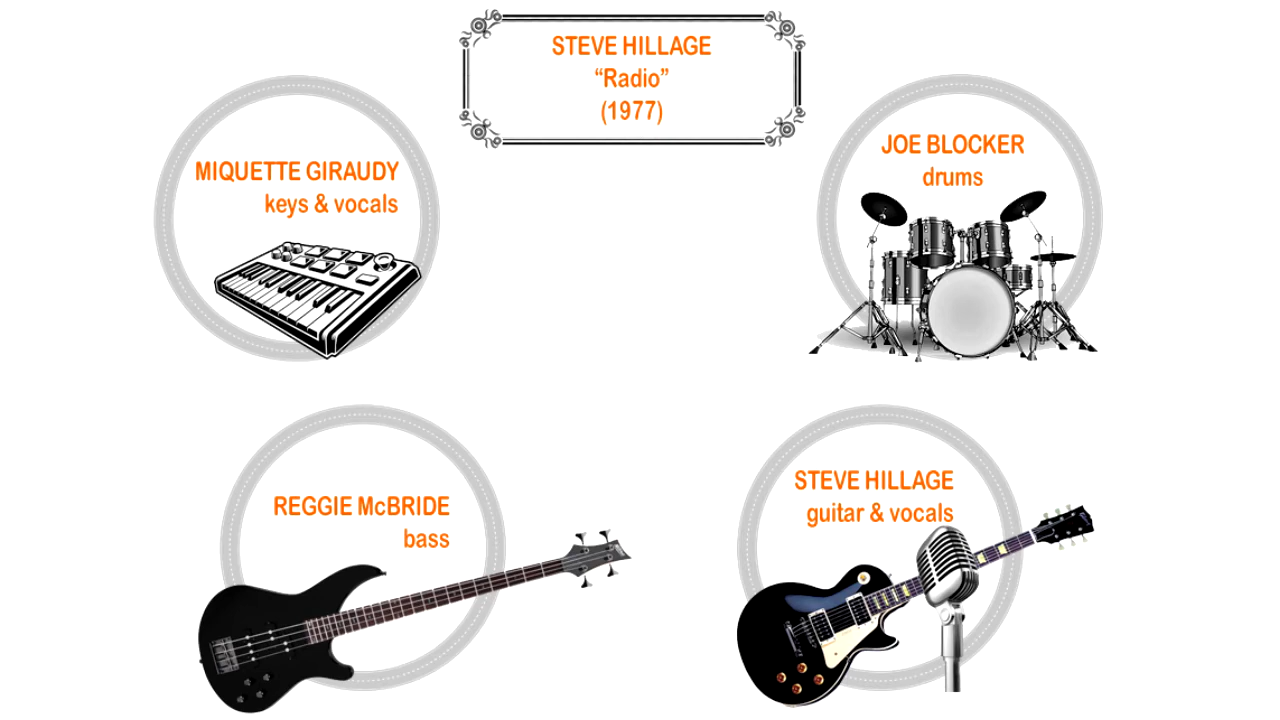 STEVE HILLAGE
“Radio”
(1977)
MIQUETTE GIRAUDY
keys & vocals
JOE BLOCKER
drums
REGGIE McBRIDE
bass
STEVE HILLAGE
guitar & vocals